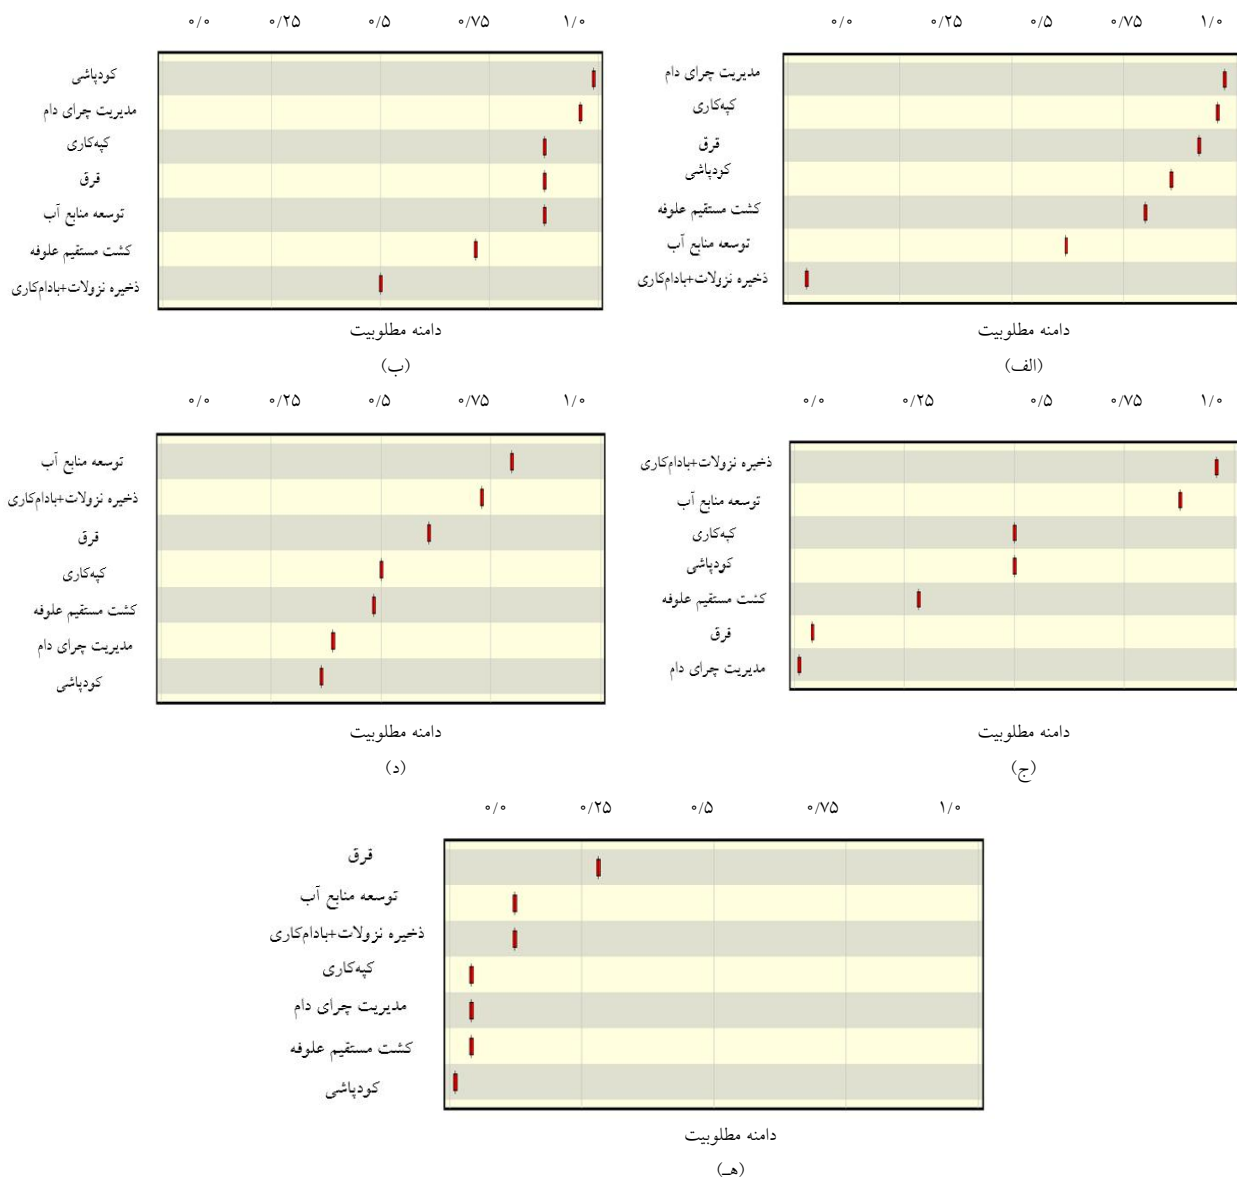 ۰/۰ ۰/۲۵ ۰/۵ ۰/۷۵ ۱/۰
مدیریت چرای دام
کپه‌کاری
قرق
کودپاشی
کشت مستقیم علوفه
توسعه منابع آب
ذخیره نزولات+بادام‌کاری
دامنه مطلوبیت
(الف)
۰/۰ ۰/۲۵ ۰/۵ ۰/۷۵ ۱/۰
کودپاشی
مدیریت چرای دام
کپه‌کاری
قرق
توسعه منابع آب
کشت مستقیم علوفه
ذخیره نزولات+بادام‌کاری
دامنه مطلوبیت
(ب)
۰/۰ ۰/۲۵ ۰/۵ ۰/۷۵ ۱/۰
ذخیره نزولات+بادام‌کاری
توسعه منابع آب
کپه‌کاری
کودپاشی
کشت مستقیم علوفه
قرق
مدیریت چرای دام
دامنه مطلوبیت
(ج)
۰/۰ ۰/۲۵ ۰/۵ ۰/۷۵ ۱/۰
توسعه منابع آب
ذخیره نزولات+بادام‌کاری
قرق
کپه‌کاری
کشت مستقیم علوفه
مدیریت چرای دام
کودپاشی
دامنه مطلوبیت
(د)
۰/۰ ۰/۲۵ ۰/۵ ۰/۷۵ ۱/۰
قرق
توسعه منابع آب
ذخیره نزولات+بادام‌کاری
کپه‌کاری
مدیریت چرای دام
کشت مستقیم علوفه
کودپاشی
دامنه مطلوبیت
(هـ)